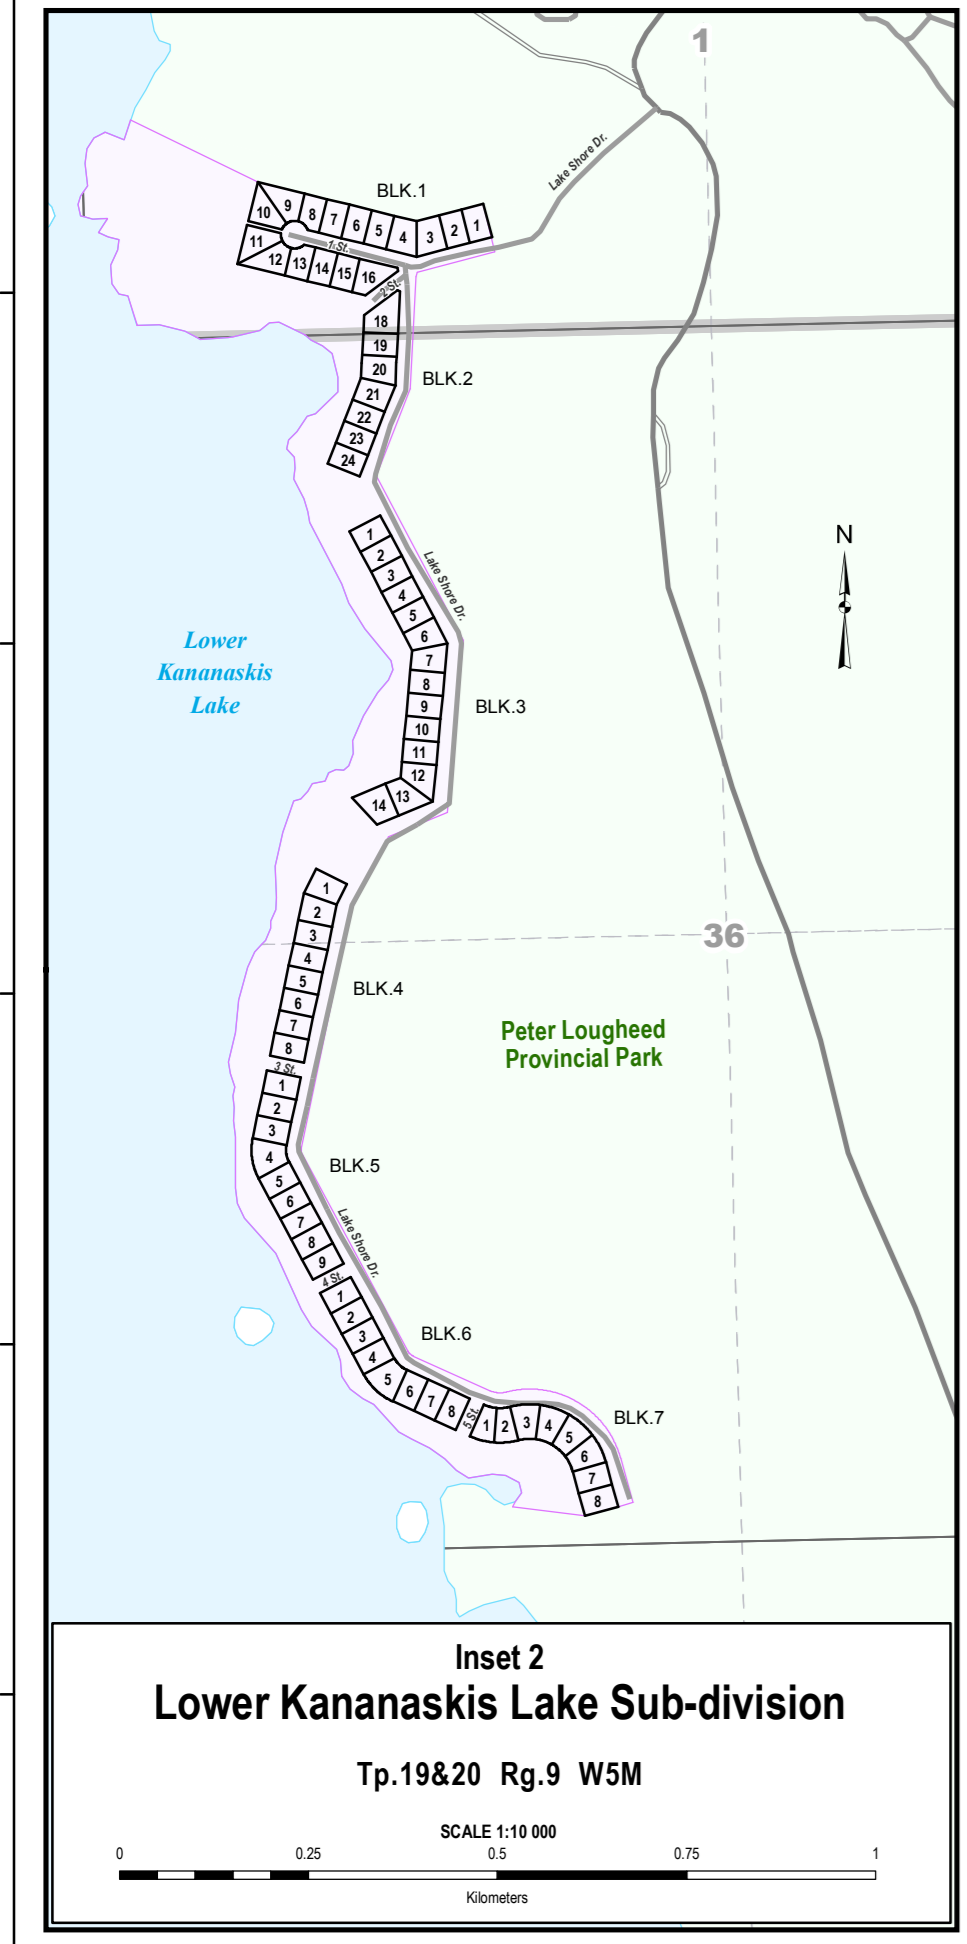 1
Lake Shore Dr.
BLK.1
1
2
3
4
5
6
7
8
9
10
11
12
13
14
15
16
1 St.
2 St.
18
19
20
21
22
23
24
BLK.2
1
2
3
4
5
6
7
8
9
10
11
12
13
14
Lake Shore Dr.
BLK.3
N
Lower
Kananaskis
Lake
36
1
2
3
4
5
6
7
8
BLK.4
3 St.
Peter Lougheed
Provincial Park
1
2
3
4
5
6
7
8
9
BLK.5
Lake Shore Dr.
4 St.
1
2
3
4
5
6
7
8
BLK.6
5 St.
1
2
3
4
5
6
7
8
BLK.7
Inset 2
Lower Kananaskis Lake Sub-division
Tp.19&20 Rg.9 W5M
SCALE 1:10 000
0 0.25 0.5 0.75 1
Kilometers